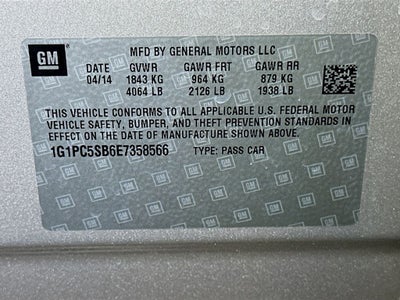 GM
MFD BY GENERAL MOTORS LLC
DATE GVWR GAWR FRT GAWR RR
04/14 1843 KG 964 KG 879 KG
4064 LB 2126 LB 1938 LB
THIS VEHICLE CONFORMS TO ALL APPLICABLE U.S. FEDERAL MOTOR
VEHICLE SAFETY, BUMPER, AND THEFT PREVENTION STANDARDS IN
EFFECT ON THE DATE OF MANUFACTURE SHOWN ABOVE.
1G1PC5SB6E7358566 TYPE: PASS CAR